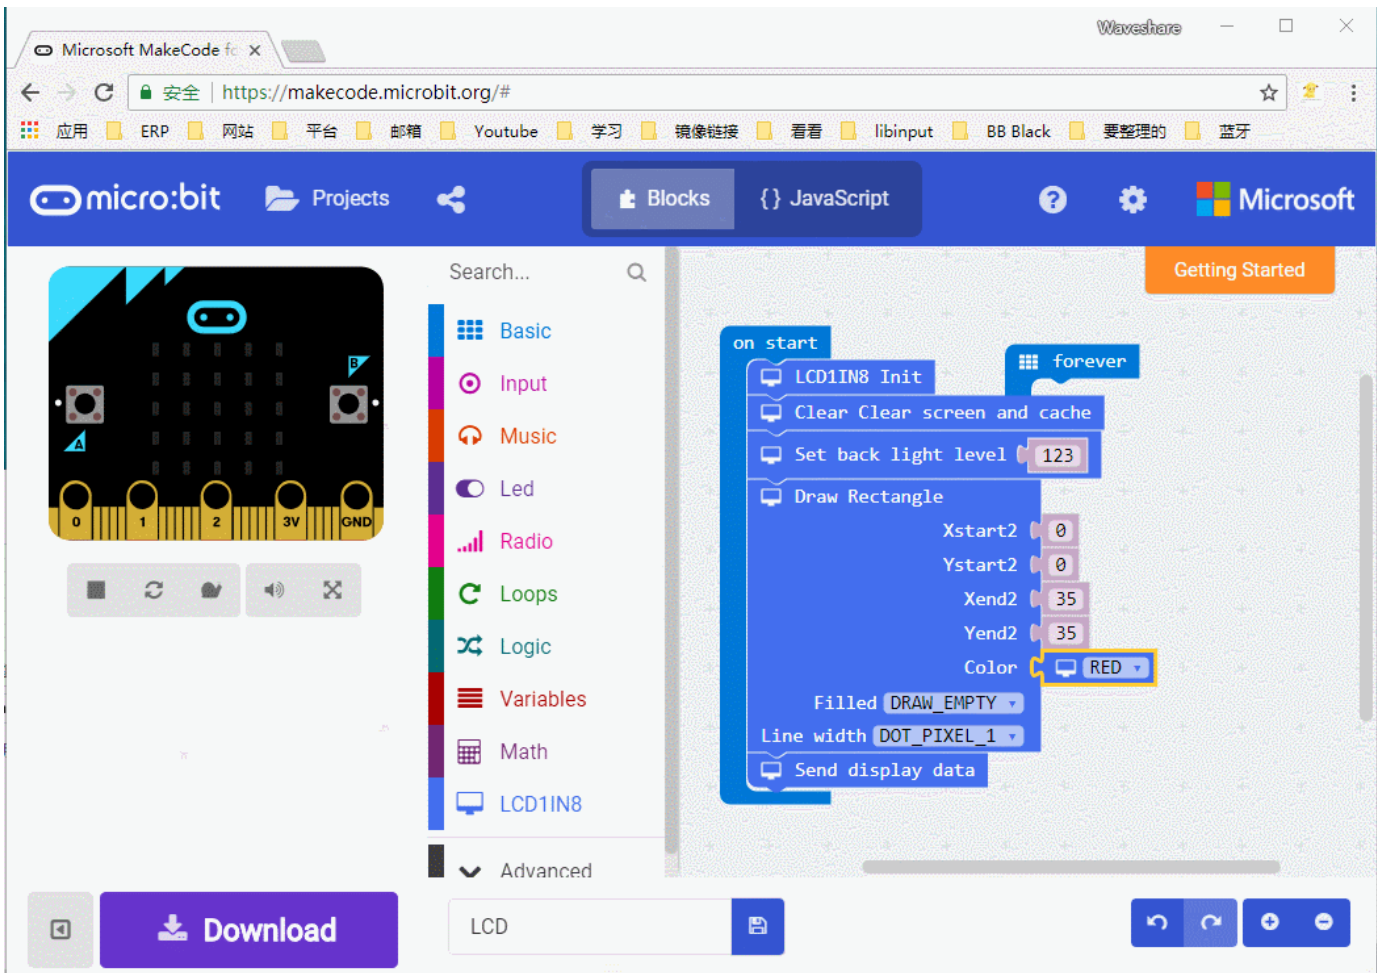 Waveshare
Microsoft MakeCode fo
安全 | https://makecode.microbit.org/#
应用 ERP 网站 平台 邮箱 Youtube 学习 镜像链接 看看 libinput BB Black 要整理的 蓝牙
micro:bit Projects Blocks {} JavaScript ? Microsoft
Search...
Getting Started
Basic
Input
Music
Led
Radio
Loops
Logic
Variables
Math
LCD1IN8
Advanced
B
A
0 1 2 3V GND
on start
forever
LCD1IN8 Init
Clear Clear screen and cache
Set back light level 123
Draw Rectangle
Xstart2 0
Ystart2 0
Xend2 35
Yend2 35
Color RED
Filled DRAW_EMPTY
Line width DOT_PIXEL_1
Send display data
Download
LCD